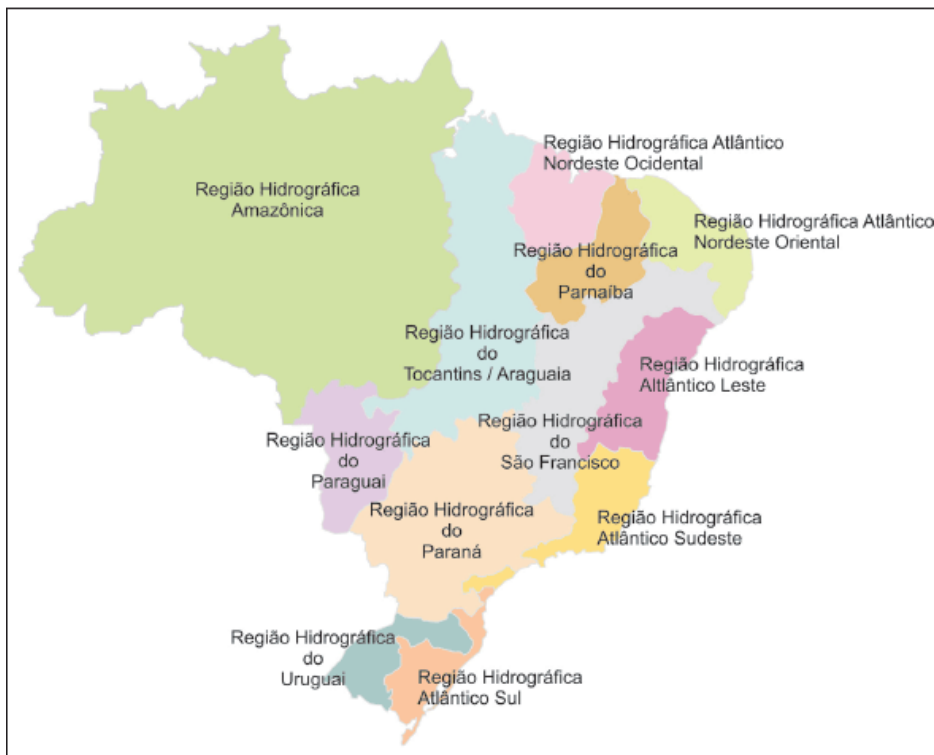 Região Hidrográfica Atlântico
Nordeste Ocidental
Região Hidrográfica
Amazônica
Região Hidrográfica Atlântico
Nordeste Oriental
Região Hidrográfica
do
Parnaíba
Região Hidrográfica
do
Tocantins / Araguaia
Região Hidrográfica
Altlântico Leste
Região Hidrográfica
do
São Francisco
Região Hidrográfica
do
Paraguai
Região Hidrográfica
do
Paraná
Região Hidrográfica
Atlântico Sudeste
Região Hidrográfica
do
Uruguai
Região Hidrográfica
Atlântico Sul